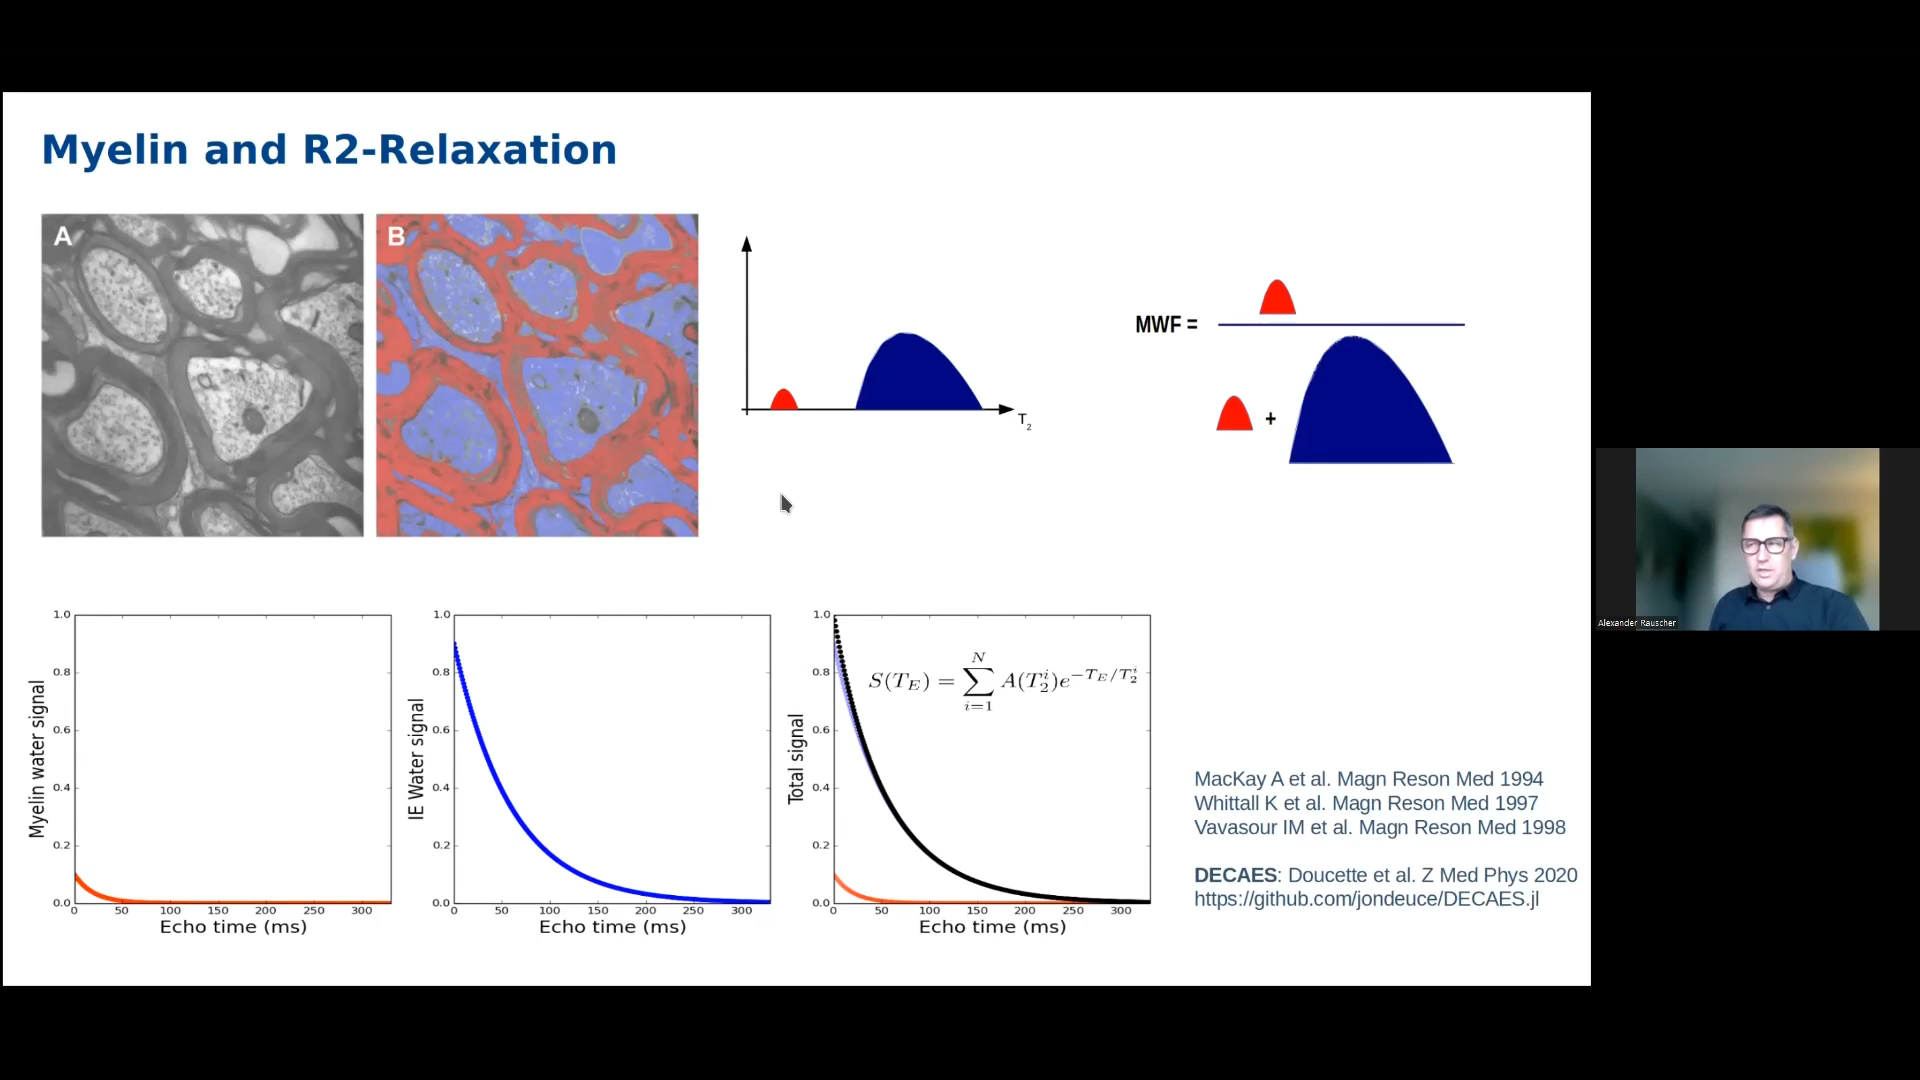 Myelin and R2-Relaxation
A
B
T2
MWF =
+
1.0
0.8
0.6
0.4
0.2
0.0
Myelin water signal
0 50 100 150 200 250 300
Echo time (ms)
1.0
0.8
0.6
0.4
0.2
0.0
IE Water signal
0 50 100 150 200 250 300
Echo time (ms)
1.0
0.8
0.6
0.4
0.2
0.0
Total signal
S(T_E) = \sum_{i=1}^{N} A(T_2^i)e^{-T_E/T_2^i}
0 50 100 150 200 250 300
Echo time (ms)
MacKay A et al. Magn Reson Med 1994
Whittall K et al. Magn Reson Med 1997
Vavasour IM et al. Magn Reson Med 1998
DECAES: Doucette et al. Z Med Phys 2020
https://github.com/jondeuce/DECAES.jl
Alexander Rauscher